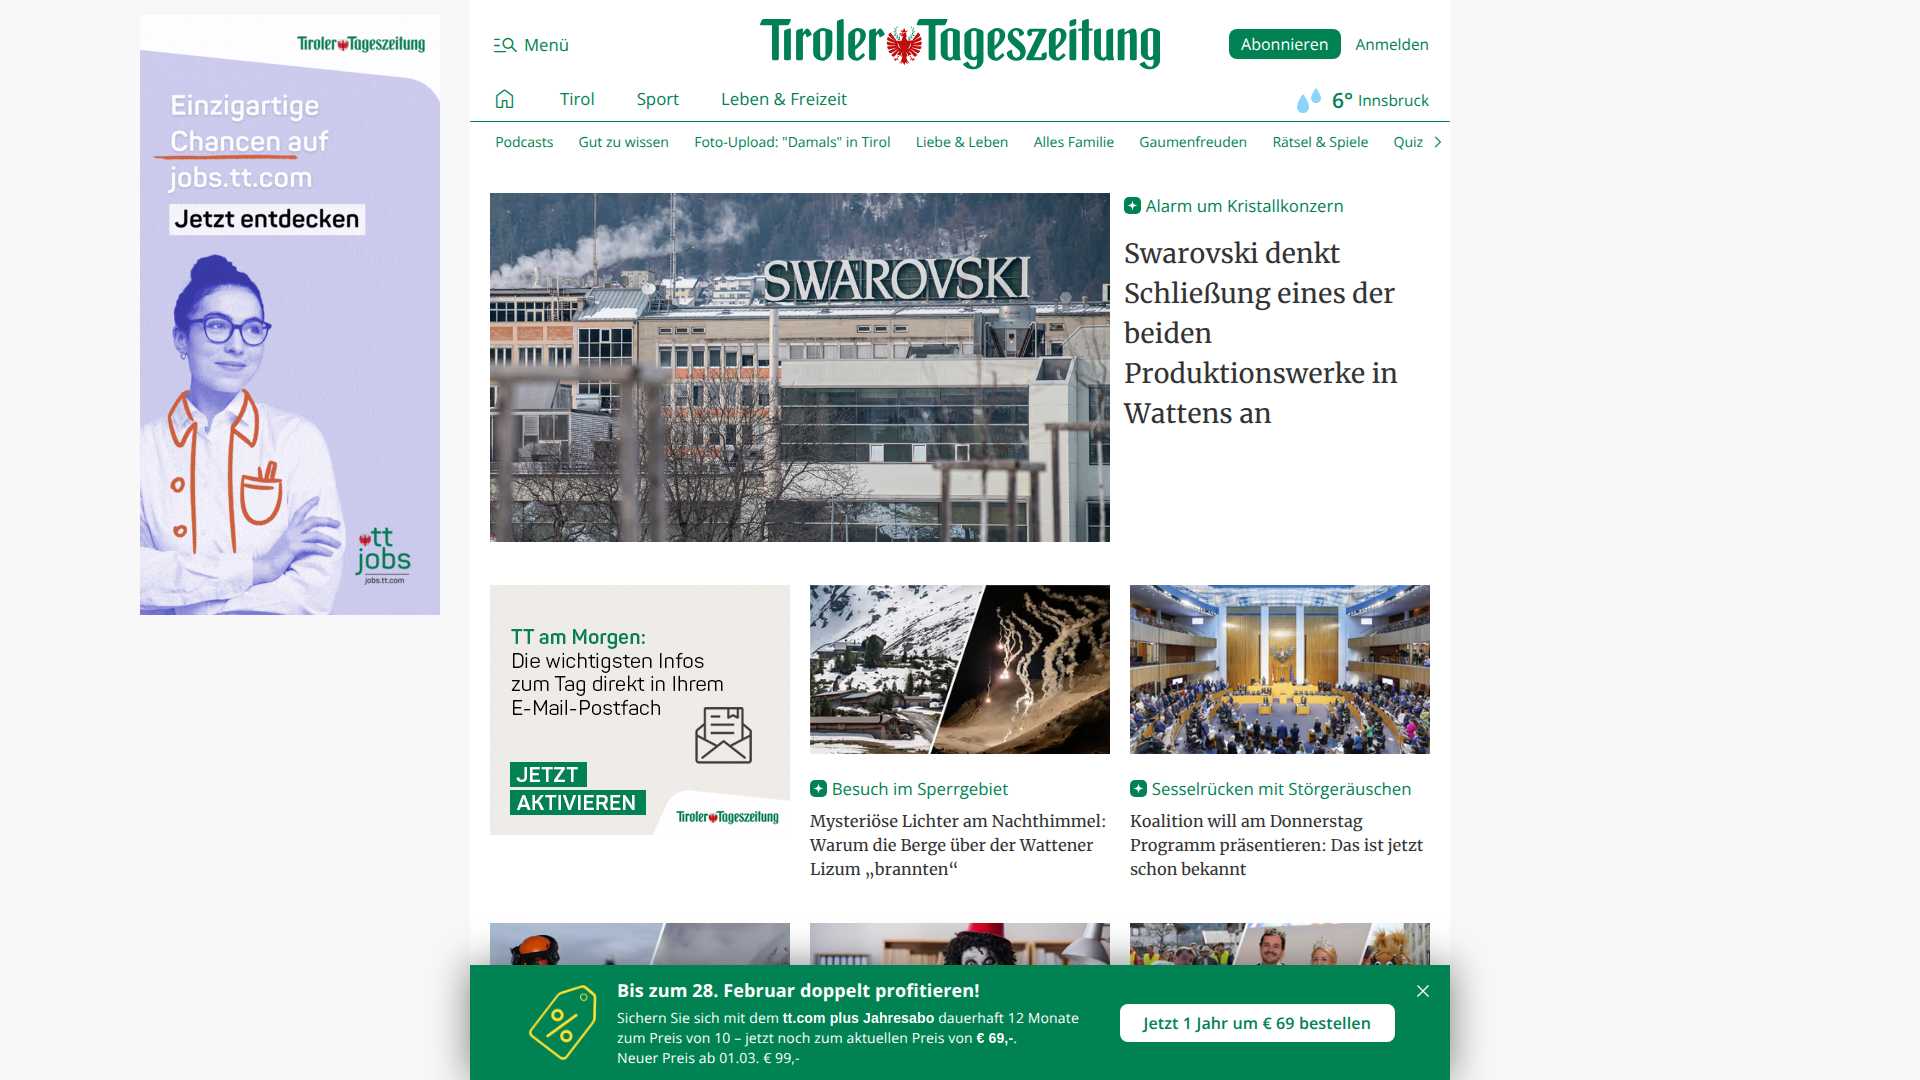 Tiroler Tageszeitung
Einzigartige
Chancen auf
jobs.tt.com
Jetzt entdecken
tt
jobs
jobs.tt.com
Menü
Tiroler Tageszeitung
Abonnieren
Anmelden
Tirol
Sport
Leben & Freizeit
6° Innsbruck
Podcasts
Gut zu wissen
Foto-Upload: "Damals" in Tirol
Liebe & Leben
Alles Familie
Gaumenfreuden
Rätsel & Spiele
Quiz
SWAROVSKI
Alarm um Kristallkonzern
Swarovski denkt
Schließung eines der
beiden
Produktionswerke in
Wattens an
TT am Morgen:
Die wichtigsten Infos
zum Tag direkt in Ihrem
E-Mail-Postfach
JETZT
AKTIVIEREN
Tiroler Tageszeitung
Besuch im Sperrgebiet
Mysteriöse Lichter am Nachthimmel:
Warum die Berge über der Wattener
Lizum „brannten“
Sesselrücken mit Störgeräuschen
Koalition will am Donnerstag
Programm präsentieren: Das ist jetzt
schon bekannt
Bis zum 28. Februar doppelt profitieren!
Sichern Sie sich mit dem tt.com plus Jahresabo dauerhaft 12 Monate
zum Preis von 10 – jetzt noch zum aktuellen Preis von € 69,-.
Neuer Preis ab 01.03. € 99,-
Jetzt 1 Jahr um € 69 bestellen